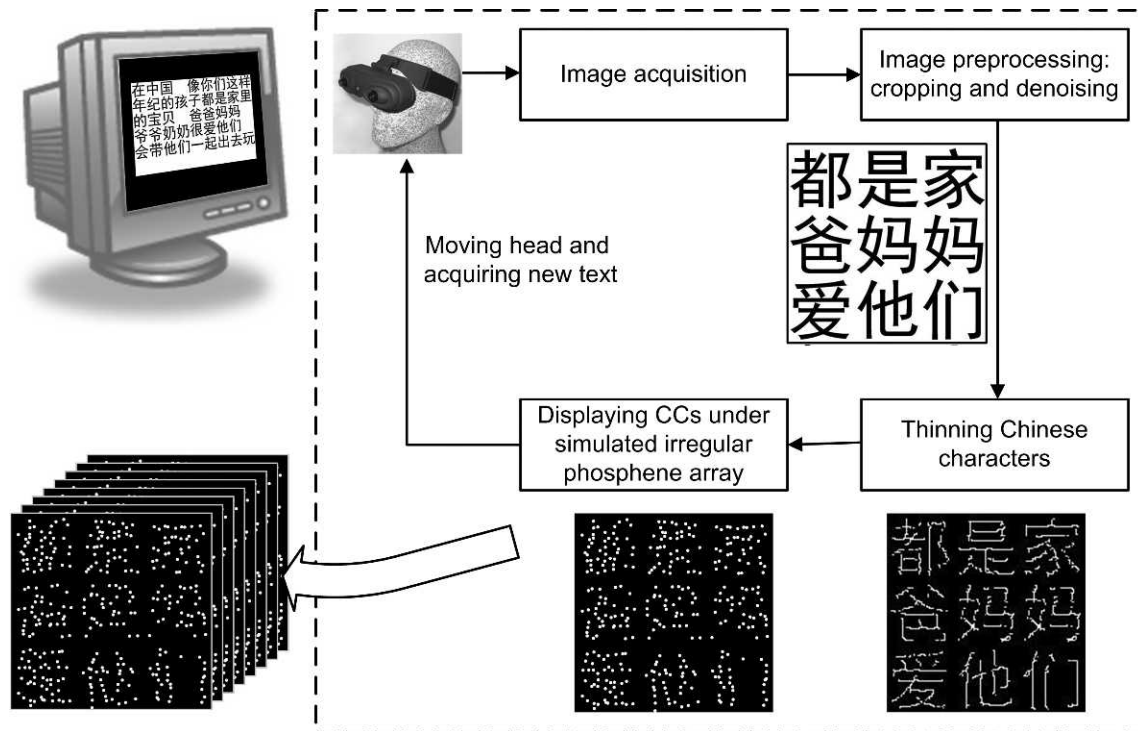 在中国　像你们这样
年纪的孩子都是家里
的宝贝　爸爸妈妈
爷爷奶奶很爱他们
会带他们一起出去玩
Image acquisition
Image preprocessing:
cropping and denoising
都是家
爸妈妈
爱他们
Moving head and
acquiring new text
Displaying CCs under
simulated irregular
phosphene array
Thinning Chinese
characters
都是家
爸妈妈
爱他们